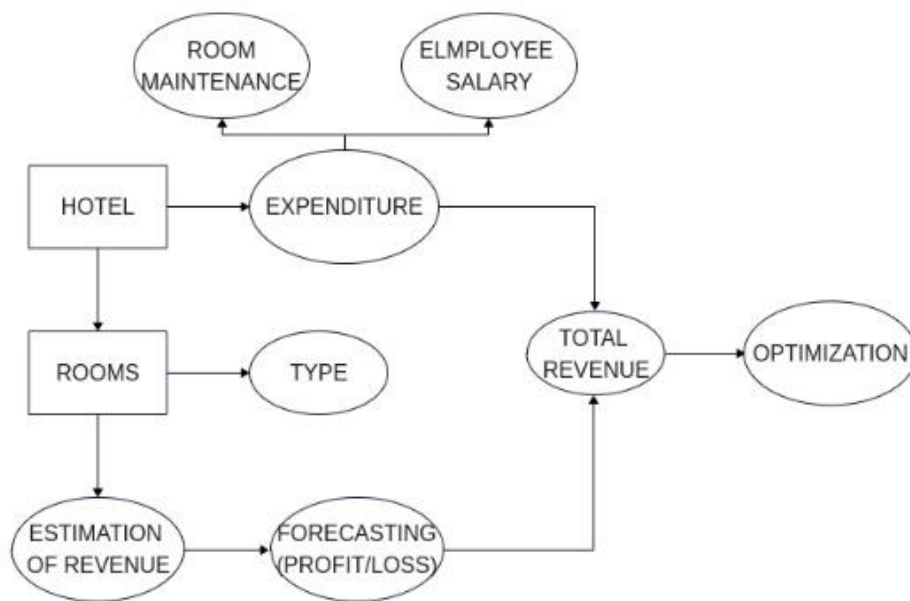 ROOM
MAINTENANCE
ELMPLOYEE
SALARY
HOTEL
EXPENDITURE
ROOMS
TYPE
TOTAL
REVENUE
OPTIMIZATION
ESTIMATION
OF REVENUE
FORECASTING
(PROFIT/LOSS)